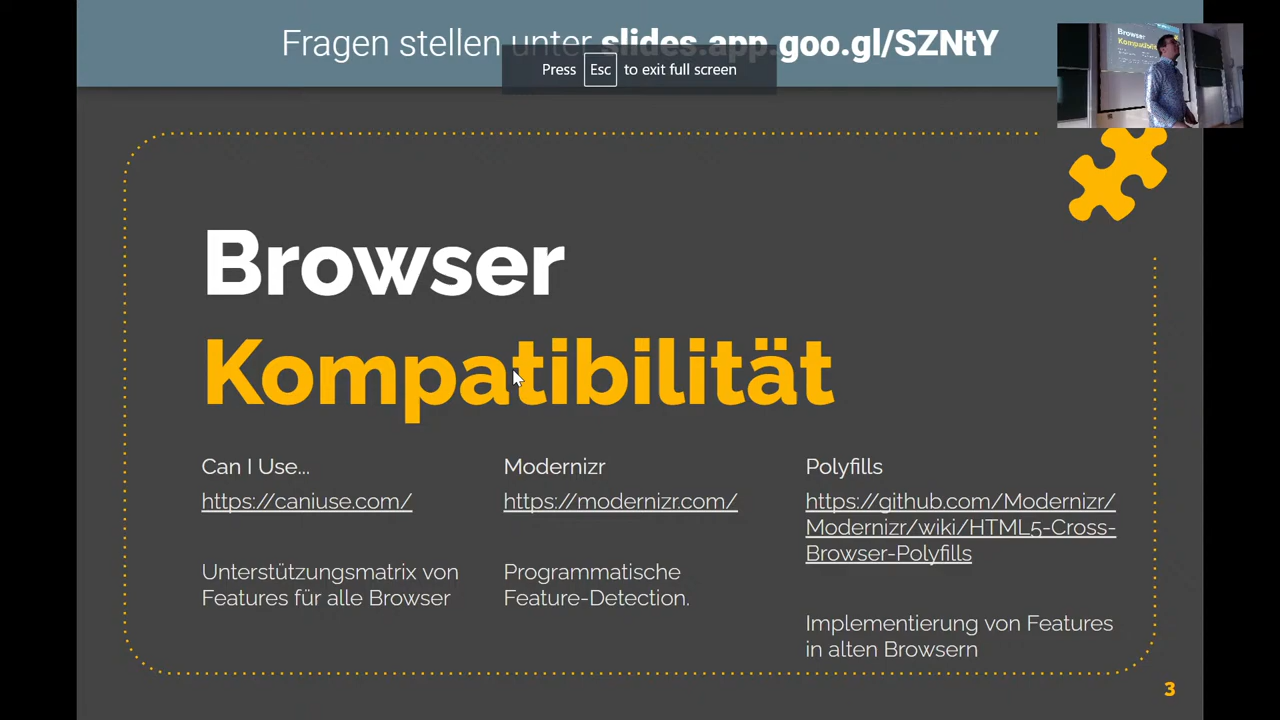 Fragen stellen unter slides.app.goo.gl/SZNtY
Press Esc to exit full screen
Browser
Kompatibilität
Browser
Kompatibilität
Can I Use...
https://caniuse.com/
Unterstützungsmatrix von
Features für alle Browser
Modernizr
https://modernizr.com/
Programmatische
Feature-Detection.
Polyfills
https://github.com/Modernizr/
Modernizr/wiki/HTML5-Cross-
Browser-Polyfills
Implementierung von Features
in alten Browsern
3